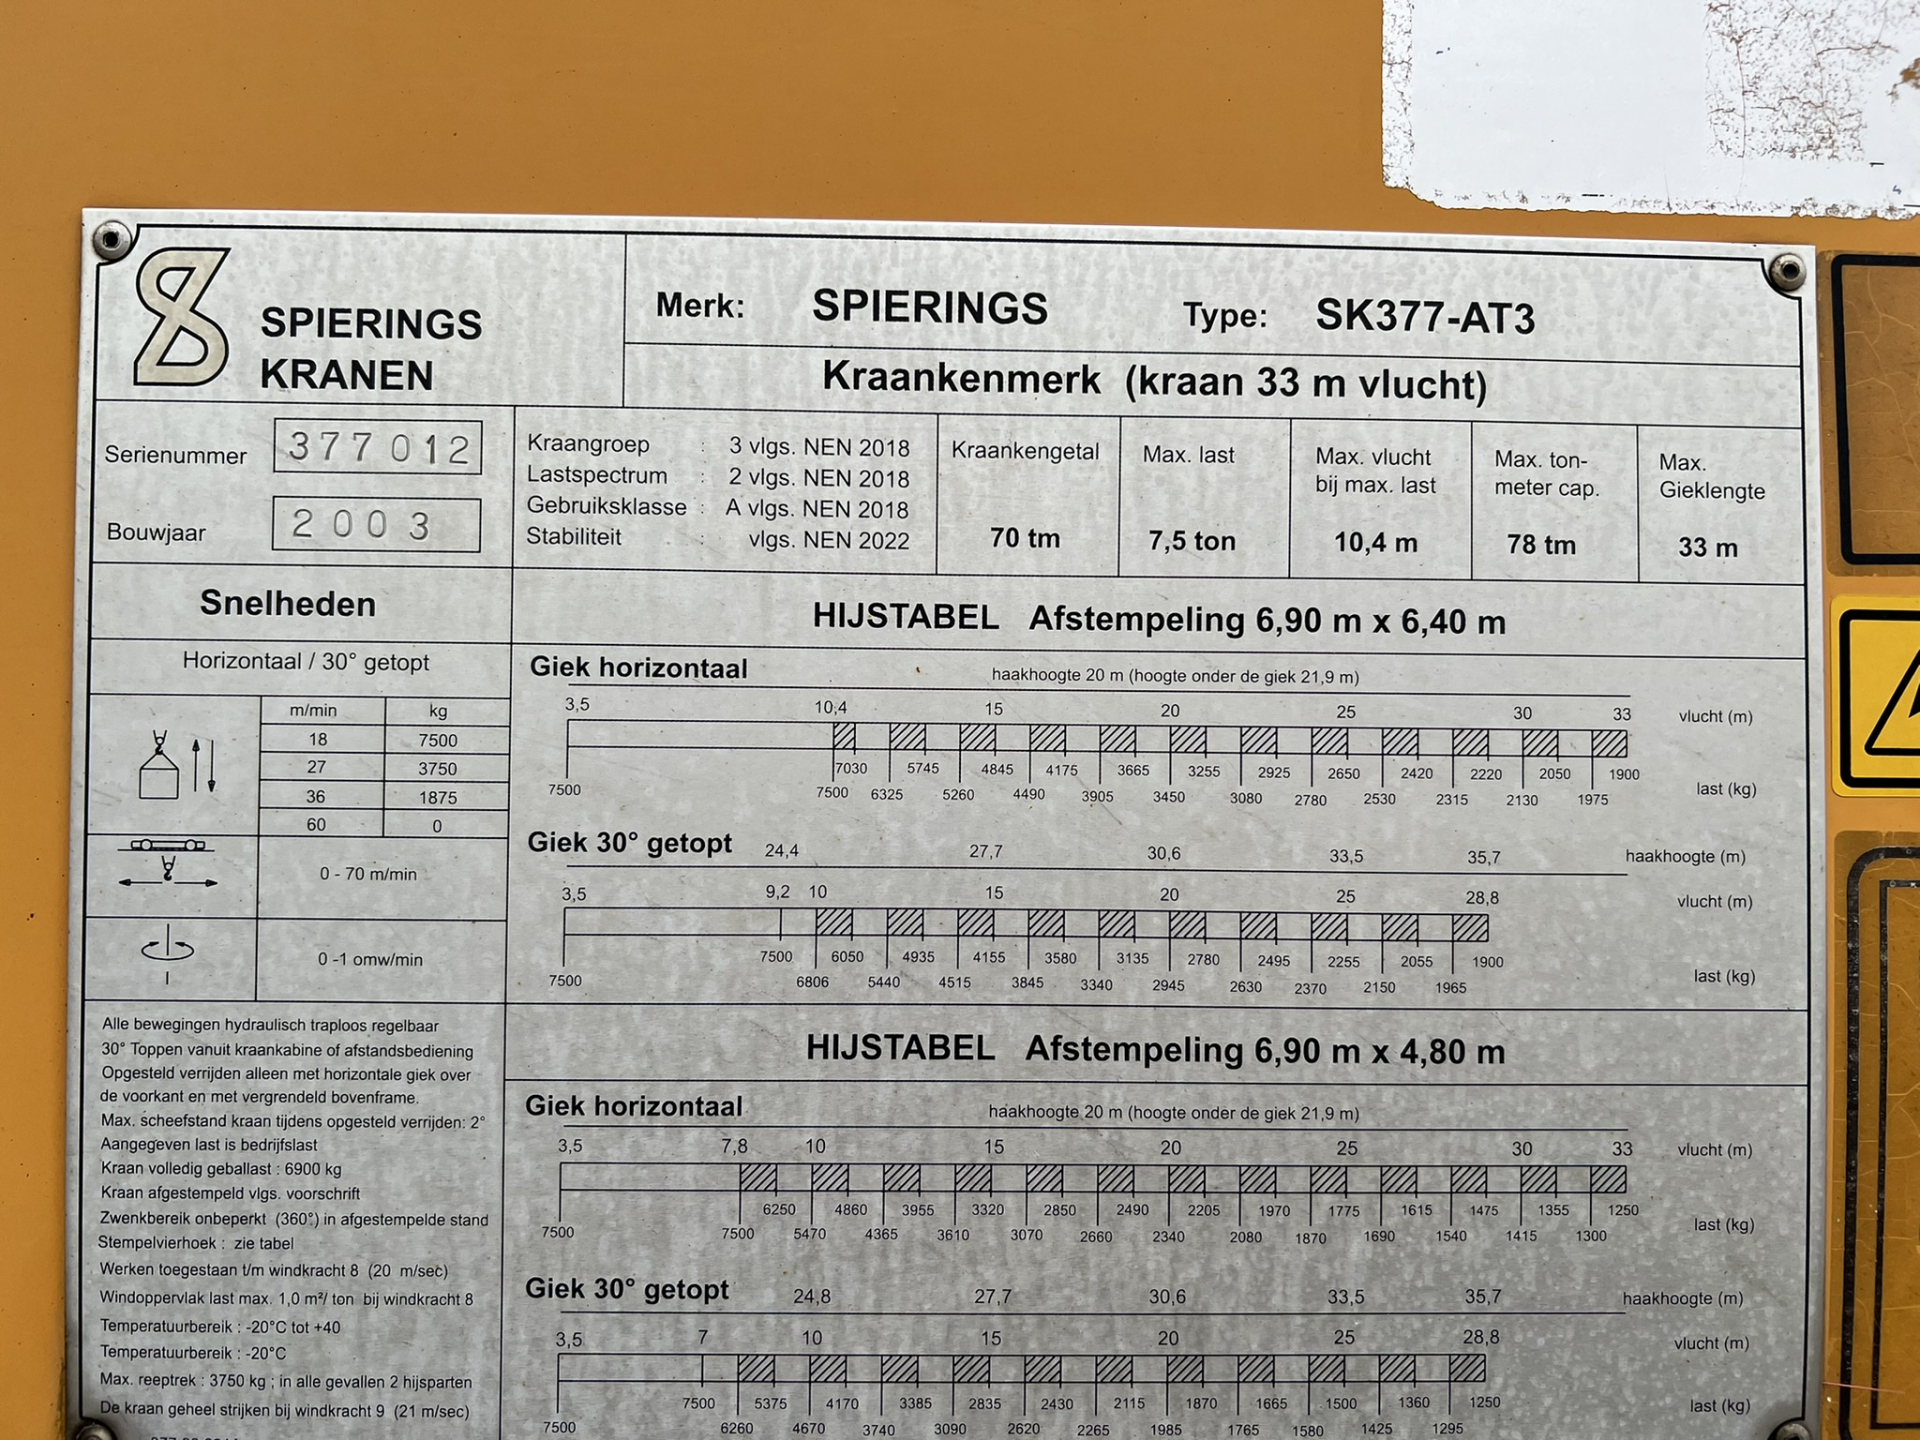 SPIERINGS
KRANEN
Merk: SPIERINGS Type: SK377-AT3
Kraankenmerk (kraan 33 m vlucht)
Serienummer 377012
Bouwjaar 2003
Kraangroep : 3 vlgs. NEN 2018
Lastspectrum : 2 vlgs. NEN 2018
Gebruiksklasse : A vlgs. NEN 2018
Stabiliteit : vlgs. NEN 2022
Kraankengetal
70 tm
Max. last
7,5 ton
Max. vlucht
bij max. last
10,4 m
Max. ton-
meter cap.
78 tm
Max.
Gieklengte
33 m
Snelheden
Horizontaal / 30° getopt
m/min kg
18 7500
27 3750
36 1875
60 0
0 - 70 m/min
0 -1 omw/min
Alle bewegingen hydraulisch traploos regelbaar
30° Toppen vanuit kraankabine of afstandsbediening
Opgesteld verrijden alleen met horizontale giek over
de voorkant en met vergrendeld bovenframe.
Max. scheefstand kraan tijdens opgesteld verrijden: 2°
Aangegeven last is bedrijfslast
Kraan volledig geballast : 6900 kg
Kraan afgestempeld vlgs. voorschrift
Zwenkbereik onbeperkt (360°) in afgestempelde stand
Stempelvierhoek : zie tabel
Werken toegestaan t/m windkracht 8 (20 m/sec)
Windoppervlak last max. 1,0 m²/ ton bij windkracht 8
Temperatuurbereik : -20°C tot +40
Temperatuurbereik : -20°C
Max. reeptrek : 3750 kg ; in alle gevallen 2 hijsparten
De kraan geheel strijken bij windkracht 9 (21 m/sec)
HIJSTABEL Afstempeling 6,90 m x 6,40 m
Giek horizontaal haakhoogte 20 m (hoogte onder de giek 21,9 m)
3,5 10,4 15 20 25 30 33 vlucht (m)
7030 5745 4845 4175 3665 3255 2925 2650 2420 2220 2050 1900
7500 7500 6325 5260 4490 3905 3450 3080 2780 2530 2315 2130 1975 last (kg)
Giek 30° getopt 24,4 27,7 30,6 33,5 35,7 haakhoogte (m)
3,5 9,2 10 15 20 25 28,8 vlucht (m)
7500 6050 4935 4155 3580 3135 2780 2495 2255 2055 1900
7500 6806 5440 4515 3845 3340 2945 2630 2370 2150 1965 last (kg)
HIJSTABEL Afstempeling 6,90 m x 4,80 m
Giek horizontaal haakhoogte 20 m (hoogte onder de giek 21,9 m)
3,5 7,8 10 15 20 25 30 33 vlucht (m)
6250 4860 3955 3320 2850 2490 2205 1970 1775 1615 1475 1355 1250
7500 7500 5470 4365 3610 3070 2660 2340 2080 1870 1690 1540 1415 1300 last (kg)
Giek 30° getopt 24,8 27,7 30,6 33,5 35,7 haakhoogte (m)
3,5 7 10 15 20 25 28,8 vlucht (m)
7500 5375 4170 3385 2835 2430 2115 1870 1665 1500 1360 1250 last (kg)
7500 6260 4670 3740 3090 2620 2265 1985 1765 1580 1425 1295